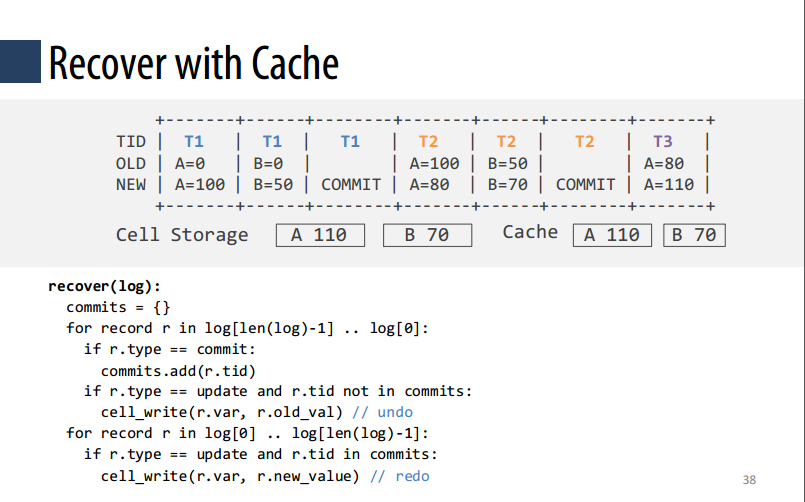 Recover with Cache
+-------+------+--------+-------+------+--------+-------+
TID | T1 | T1 | T1 | T2 | T2 | T2 | T3 |
OLD | A=0 | B=0 | | A=100 | B=50 | | A=80 |
NEW | A=100 | B=50 | COMMIT | A=80 | B=70 | COMMIT | A=110 |
+-------+------+--------+-------+------+--------+-------+
Cell Storage A 110 B 70 Cache A 110 B 70
recover(log):
commits = {}
for record r in log[len(log)-1] .. log[0]:
if r.type == commit:
commits.add(r.tid)
if r.type == update and r.tid not in commits:
cell_write(r.var, r.old_val) // undo
for record r in log[0] .. log[len(log)-1]:
if r.type == update and r.tid in commits:
cell_write(r.var, r.new_value) // redo
38